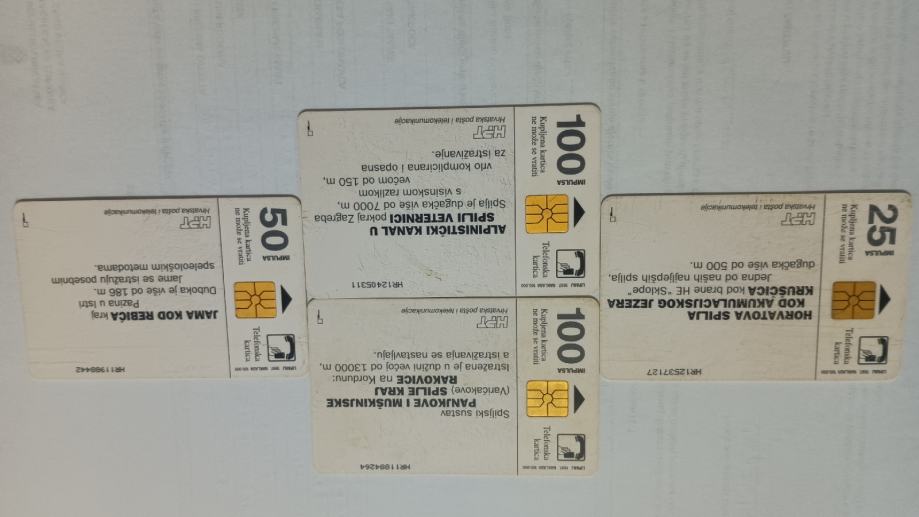 50
IMPULSA
Kupljena kartica
ne može se vratiti
Telefonska
kartica
HR11988442
JAMA KOD REBIĆA kraj
Pazina u Istri
Duboka je više od 186 m.
Jame se istražuju posebnim
speleološkim metodama.
HPT
Hrvatska pošta i telekomunikacije
100
IMPULSA
Kupljena kartica
ne može se vratiti
Telefonska
kartica
HR12405311
ALPINISTIČKI KANAL U
SPILJI VETERNICI pokraj Zagreba
Spilja je dugačka više od 7000 m,
s visinskom razlikom
većom od 150 m,
vrlo komplicirana i opasna
za istraživanje.
HPT
Hrvatska pošta i telekomunikacije
100
Kupljena kartica
ne može se vratiti
IMPULSA
Telefonska
kartica
HR11994264
Spiljski sustav
PANJKOVE I MUŠKINJSKE
(Varićakove) SPILJE KRAJ
RAKOVICE na Kordunu:
Istražena je u dužini većoj od 13000 m,
a istraživanja se nastavljaju.
HPT
Hrvatska pošta i telekomunikacije
25
IMPULSA
Kupljena kartica
ne može se vratiti
Telefonska
kartica
HR12537127
HORVATOVA SPILJA
KOD AKUMULACIJSKOG JEZERA
KRUŠČICA kod brane HE "Sklope"
Jedna od naših najljepših spilja,
dugačka više od 500 m.
HPT
Hrvatska pošta i telekomunikacije